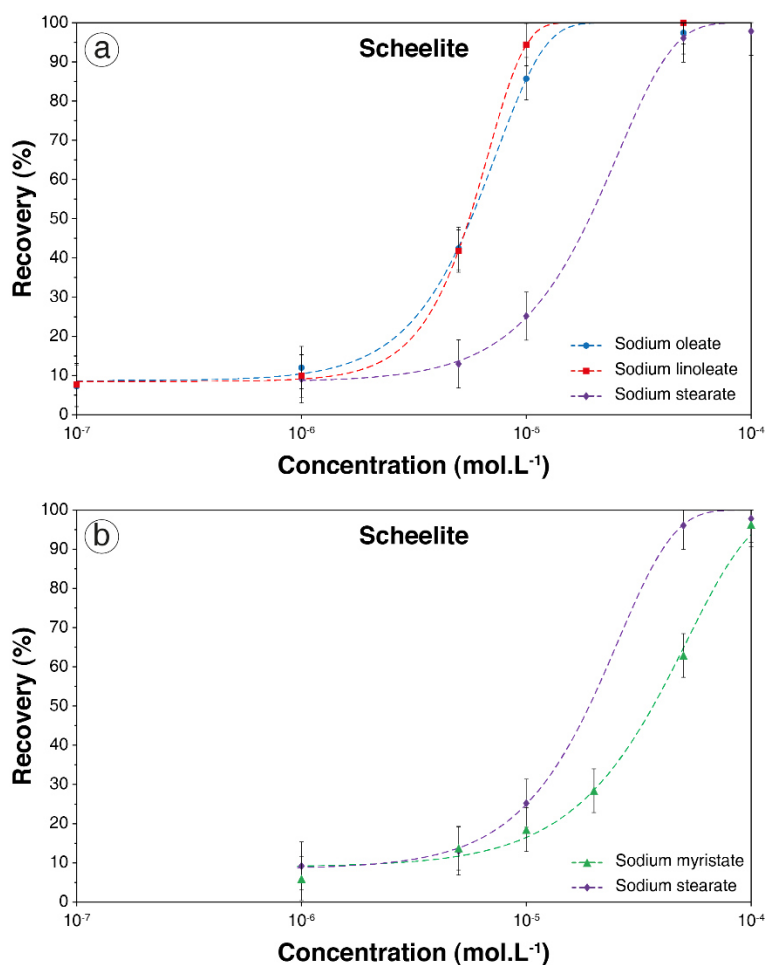 a
Scheelite
100
90
80
70
60
50
40
30
20
10
0
Recovery (%)
Sodium oleate
Sodium linoleate
Sodium stearate
10⁻⁷ 10⁻⁶ 10⁻⁵ 10⁻⁴
Concentration (mol.L⁻¹)
b
Scheelite
100
90
80
70
60
50
40
30
20
10
0
Recovery (%)
Sodium myristate
Sodium stearate
10⁻⁷ 10⁻⁶ 10⁻⁵ 10⁻⁴
Concentration (mol.L⁻¹)